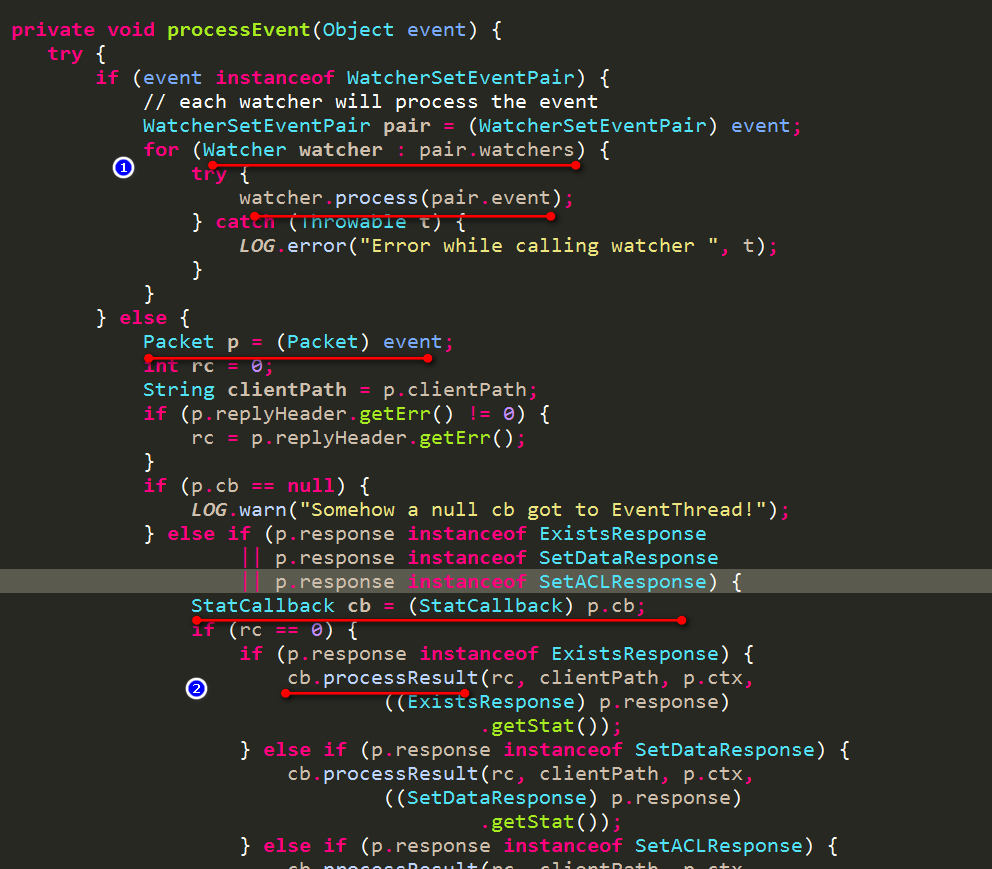 private void processEvent(Object event) {
try {
if (event instanceof WatcherSetEventPair) {
// each watcher will process the event
WatcherSetEventPair pair = (WatcherSetEventPair) event;
for (Watcher watcher : pair.watchers) {
1
try {
watcher.process(pair.event);
} catch (Throwable t) {
LOG.error("Error while calling watcher ", t);
}
}
} else {
Packet p = (Packet) event;
int rc = 0;
String clientPath = p.clientPath;
if (p.replyHeader.getErr() != 0) {
rc = p.replyHeader.getErr();
}
if (p.cb == null) {
LOG.warn("Somehow a null cb got to EventThread!");
} else if (p.response instanceof ExistsResponse
|| p.response instanceof SetDataResponse
|| p.response instanceof SetACLResponse) {
StatCallback cb = (StatCallback) p.cb;
if (rc == 0) {
if (p.response instanceof ExistsResponse) {
2
cb.processResult(rc, clientPath, p.ctx,
((ExistsResponse) p.response)
.getStat());
} else if (p.response instanceof SetDataResponse) {
cb.processResult(rc, clientPath, p.ctx,
((SetDataResponse) p.response)
.getStat());
} else if (p.response instanceof SetACLResponse) {
cb.processResult(rc, clientPath, p.ctx,